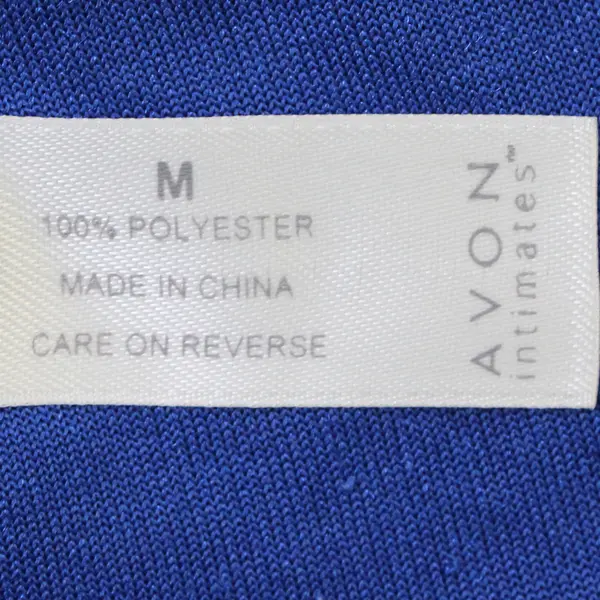 M
100% POLYESTER
MADE IN CHINA
CARE ON REVERSE
AVON
intimates™